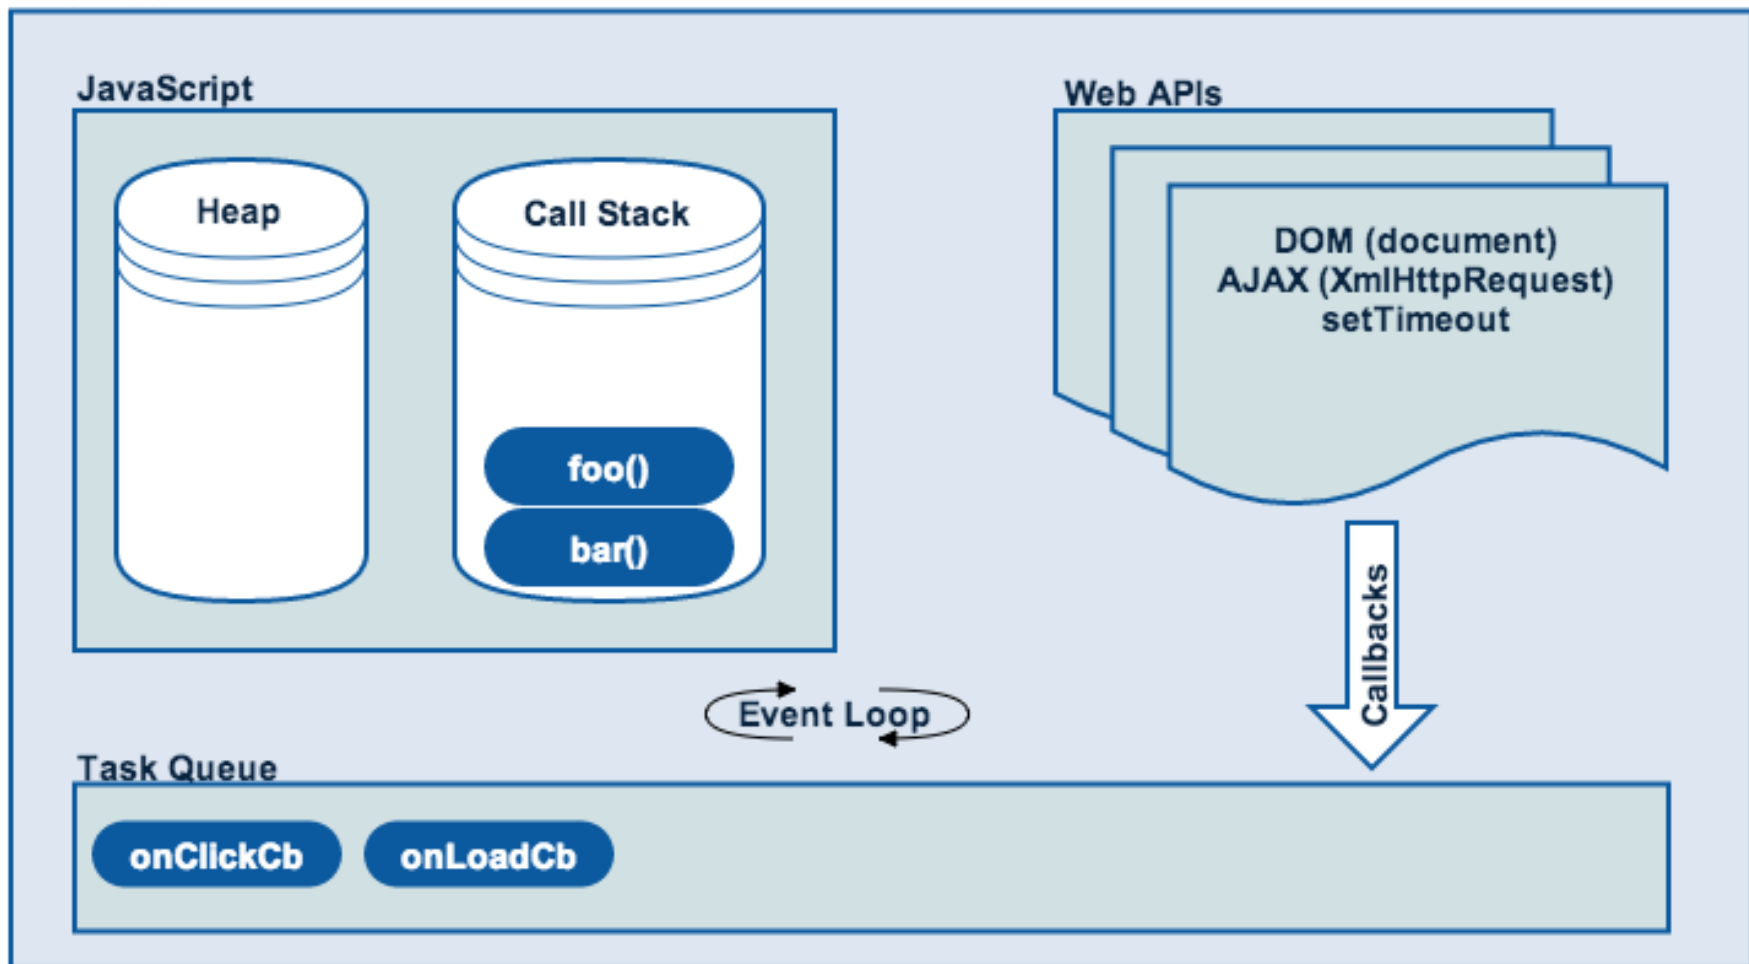 JavaScript
Heap
Call Stack
foo()
bar()
Web APIs
DOM (document)
AJAX (XmlHttpRequest)
setTimeout
Callbacks
Event Loop
Task Queue
onClickCb
onLoadCb